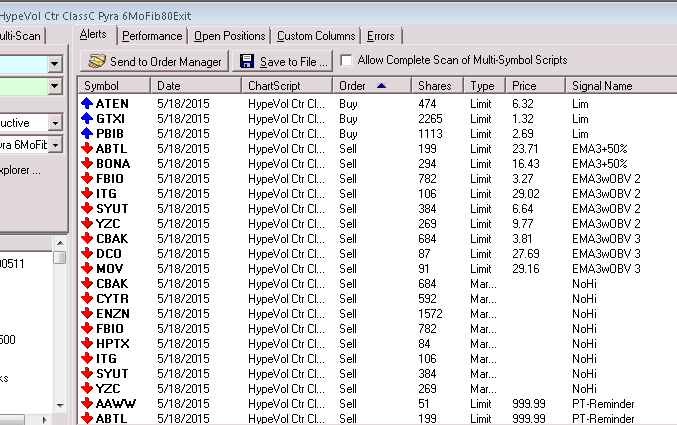 HypeVol Ctr ClassC Pyra 6MoFib80Exit
ulti-Scan Alerts Performance Open Positions Custom Columns Errors
Send to Order Manager Save to File ... Allow Complete Scan of Multi-Symbol Scripts
Symbol Date ChartScript Order Shares Type Price Signal Name
ATEN 5/18/2015 HypeVol Ctr Cl... Buy 474 Limit 6.32 Lim
GTXI 5/18/2015 HypeVol Ctr Cl... Buy 2265 Limit 1.32 Lim
uctive PBIB 5/18/2015 HypeVol Ctr Cl... Buy 1113 Limit 2.69 Lim
yra 6MoFib ABTL 5/18/2015 HypeVol Ctr Cl... Sell 199 Limit 23.71 EMA3+50%
xplorer ... BONA 5/18/2015 HypeVol Ctr Cl... Sell 294 Limit 16.43 EMA3+50%
FBIO 5/18/2015 HypeVol Ctr Cl... Sell 782 Limit 3.27 EMA3wOBV 2
ITG 5/18/2015 HypeVol Ctr Cl... Sell 106 Limit 29.02 EMA3wOBV 2
SYUT 5/18/2015 HypeVol Ctr Cl... Sell 384 Limit 6.64 EMA3wOBV 2
YZC 5/18/2015 HypeVol Ctr Cl... Sell 269 Limit 9.77 EMA3wOBV 2
CBAK 5/18/2015 HypeVol Ctr Cl... Sell 684 Limit 3.81 EMA3wOBV 3
DCO 5/18/2015 HypeVol Ctr Cl... Sell 87 Limit 27.69 EMA3wOBV 3
00511 MOV 5/18/2015 HypeVol Ctr Cl... Sell 91 Limit 29.16 EMA3wOBV 3
CBAK 5/18/2015 HypeVol Ctr Cl... Sell 684 Mar... NoHi
CYTR 5/18/2015 HypeVol Ctr Cl... Sell 592 Mar... NoHi
ENZN 5/18/2015 HypeVol Ctr Cl... Sell 1572 Mar... NoHi
FBIO 5/18/2015 HypeVol Ctr Cl... Sell 782 Mar... NoHi
500 HPTX 5/18/2015 HypeVol Ctr Cl... Sell 84 Mar... NoHi
ITG 5/18/2015 HypeVol Ctr Cl... Sell 106 Mar... NoHi
ks SYUT 5/18/2015 HypeVol Ctr Cl... Sell 384 Mar... NoHi
YZC 5/18/2015 HypeVol Ctr Cl... Sell 269 Mar... NoHi
AAWW 5/18/2015 HypeVol Ctr Cl... Sell 51 Limit 999.99 PT-Reminder
ABTL 5/18/2015 HypeVol Ctr Cl... Sell 199 Limit 999.99 PT-Reminder